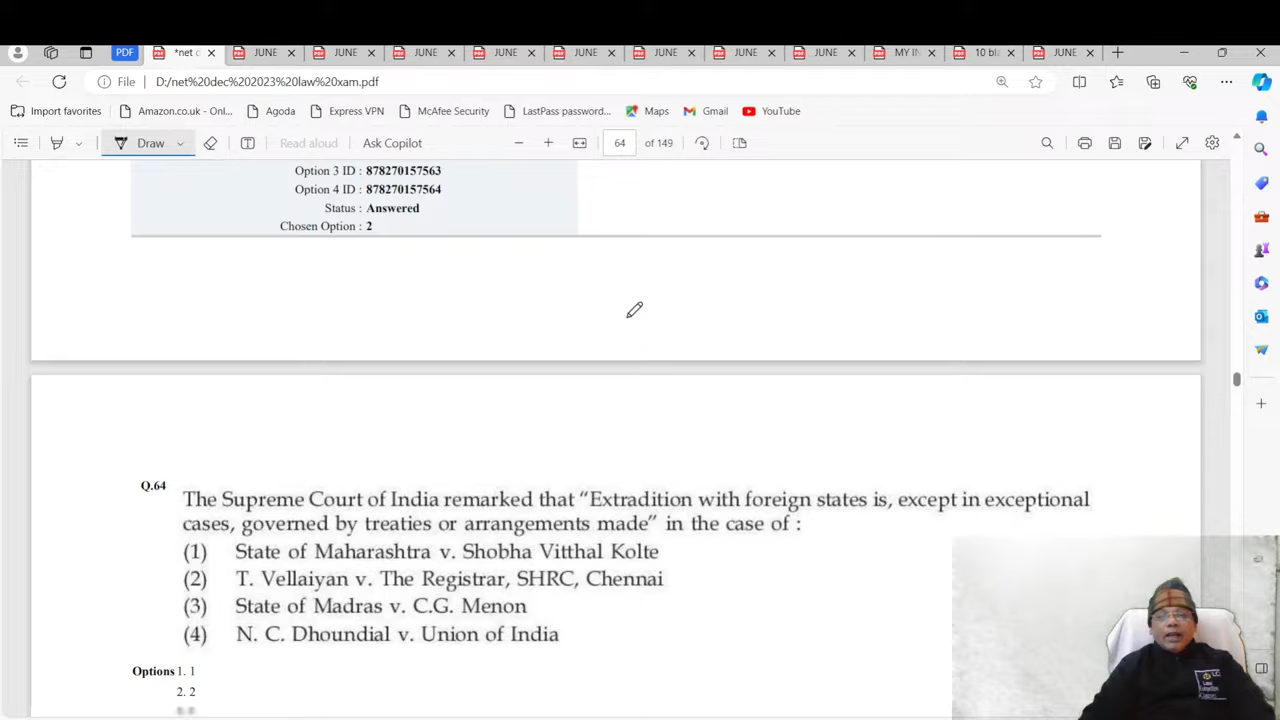 PDF
*net d
JUNE
JUNE
JUNE
JUNE
JUNE
JUNE
JUNE
JUNE
MY IN
10 bla
JUNE
File
D:/net%20dec%202023%20law%20xam.pdf
Import favorites
Amazon.co.uk - Onl...
Agoda
Express VPN
McAfee Security
LastPass password...
Maps
Gmail
YouTube
Draw
Read aloud
Ask Copilot
64 of 149
Option 3 ID : 878270157563
Option 4 ID : 878270157564
Status : Answered
Chosen Option : 2
Q.64
The Supreme Court of India remarked that “Extradition with foreign states is, except in exceptional
cases, governed by treaties or arrangements made” in the case of :
(1) State of Maharashtra v. Shobha Vitthal Kolte
(2) T. Vellaiyan v. The Registrar, SHRC, Chennai
(3) State of Madras v. C.G. Menon
(4) N. C. Dhoundial v. Union of India
Options 1. 1
2. 2